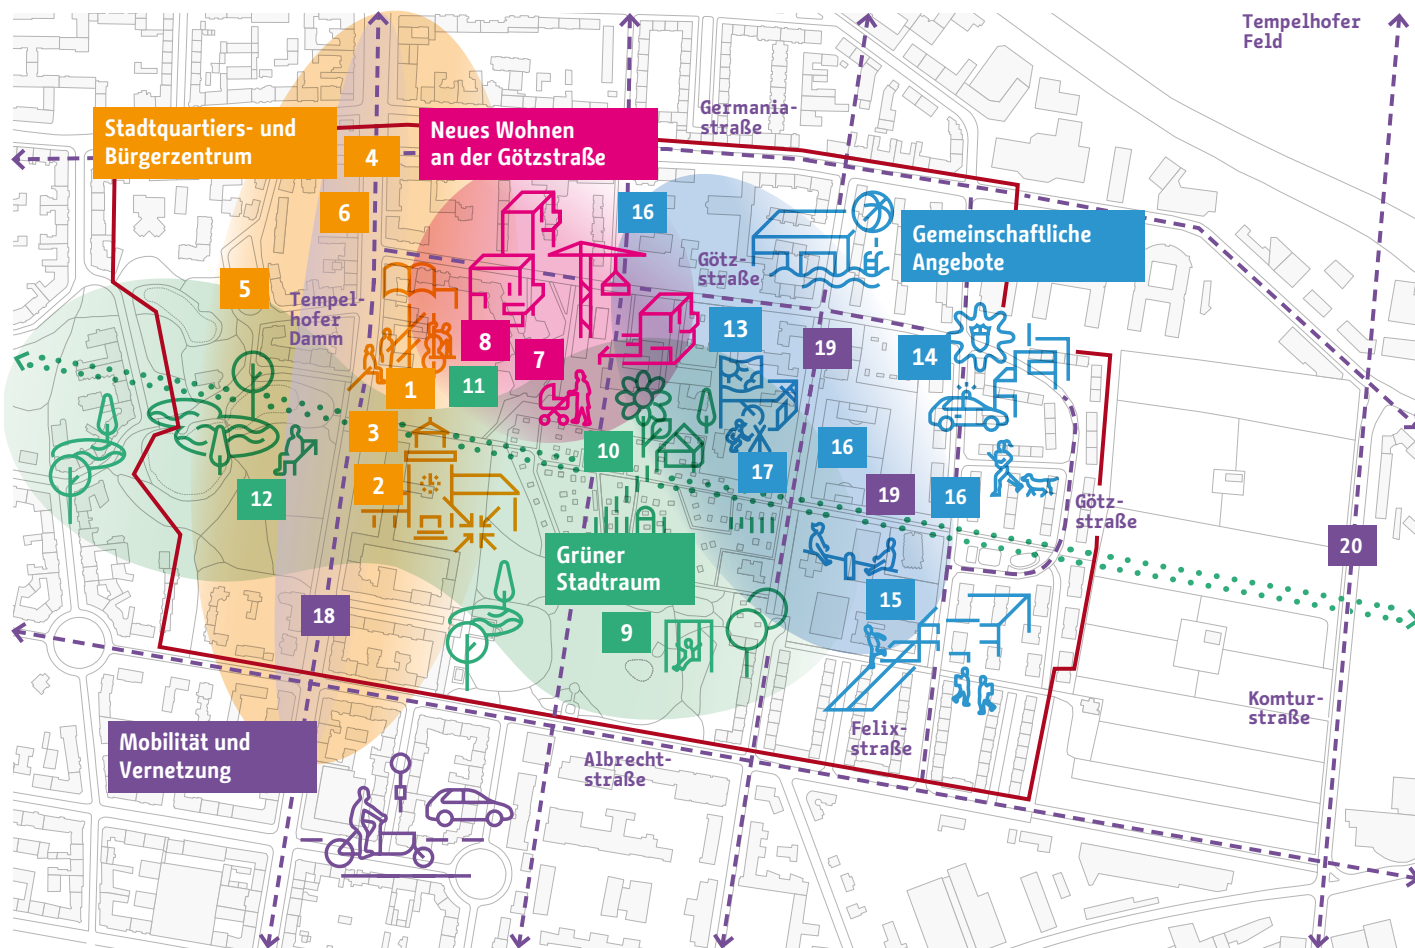 Tempelhofer
Feld
Germania-
straße
Stadtquartiers- und
Bürgerzentrum
4
Neues Wohnen
an der Götzstraße
6
16
Gemeinschaftliche
Angebote
Götz-
straße
5
Tempel-
hofer
Damm
13
8
7
19
14
11
1
3
10
16
2
17
12
19
16
Götz-
straße
20
Grüner
Stadtraum
18
9
15
Komtur-
straße
Felix-
straße
Mobilität und
Vernetzung
Albrecht-
straße